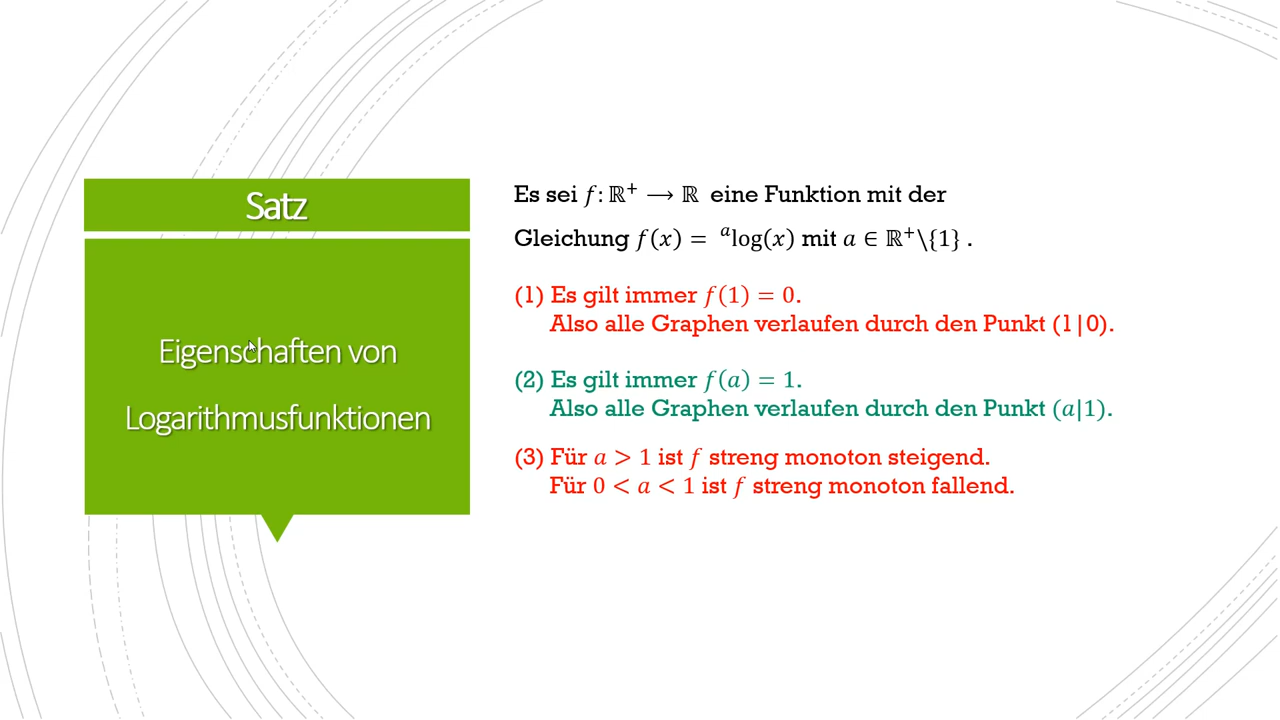 Satz
Eigenschaften von
Logarithmusfunktionen
Es sei f: ℝ⁺ ⟶ ℝ eine Funktion mit der
Gleichung f(x) = ᵃlog(x) mit a ∈ ℝ⁺\{1} .
(1) Es gilt immer f(1) = 0.
Also alle Graphen verlaufen durch den Punkt (1|0).
(2) Es gilt immer f(a) = 1.
Also alle Graphen verlaufen durch den Punkt (a|1).
(3) Für a > 1 ist f streng monoton steigend.
Für 0 < a < 1 ist f streng monoton fallend.